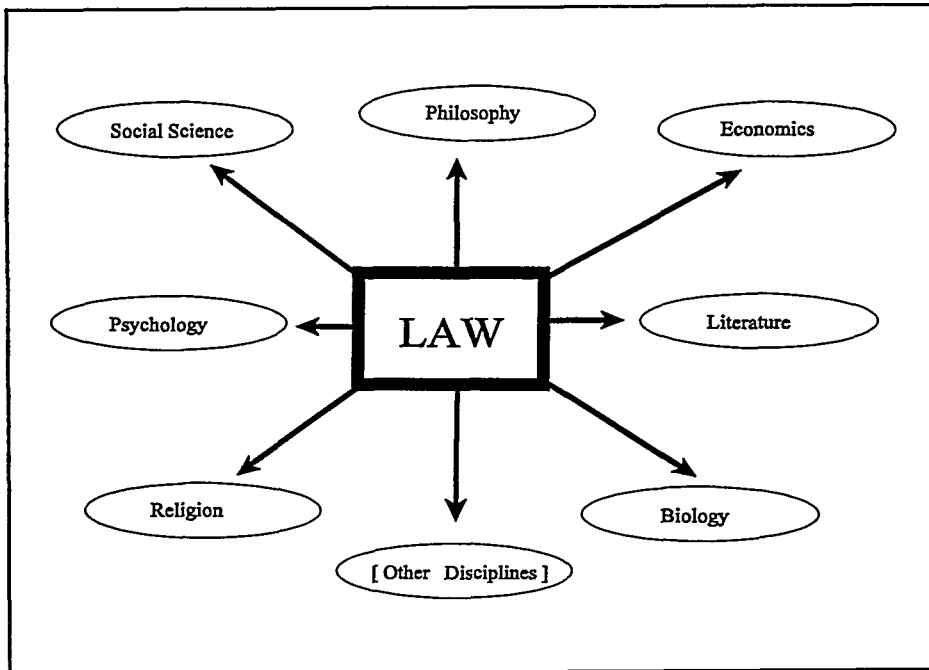 Philosophy
Social Science
Economics
Psychology
LAW
Literature
Religion
Biology
[ Other Disciplines ]